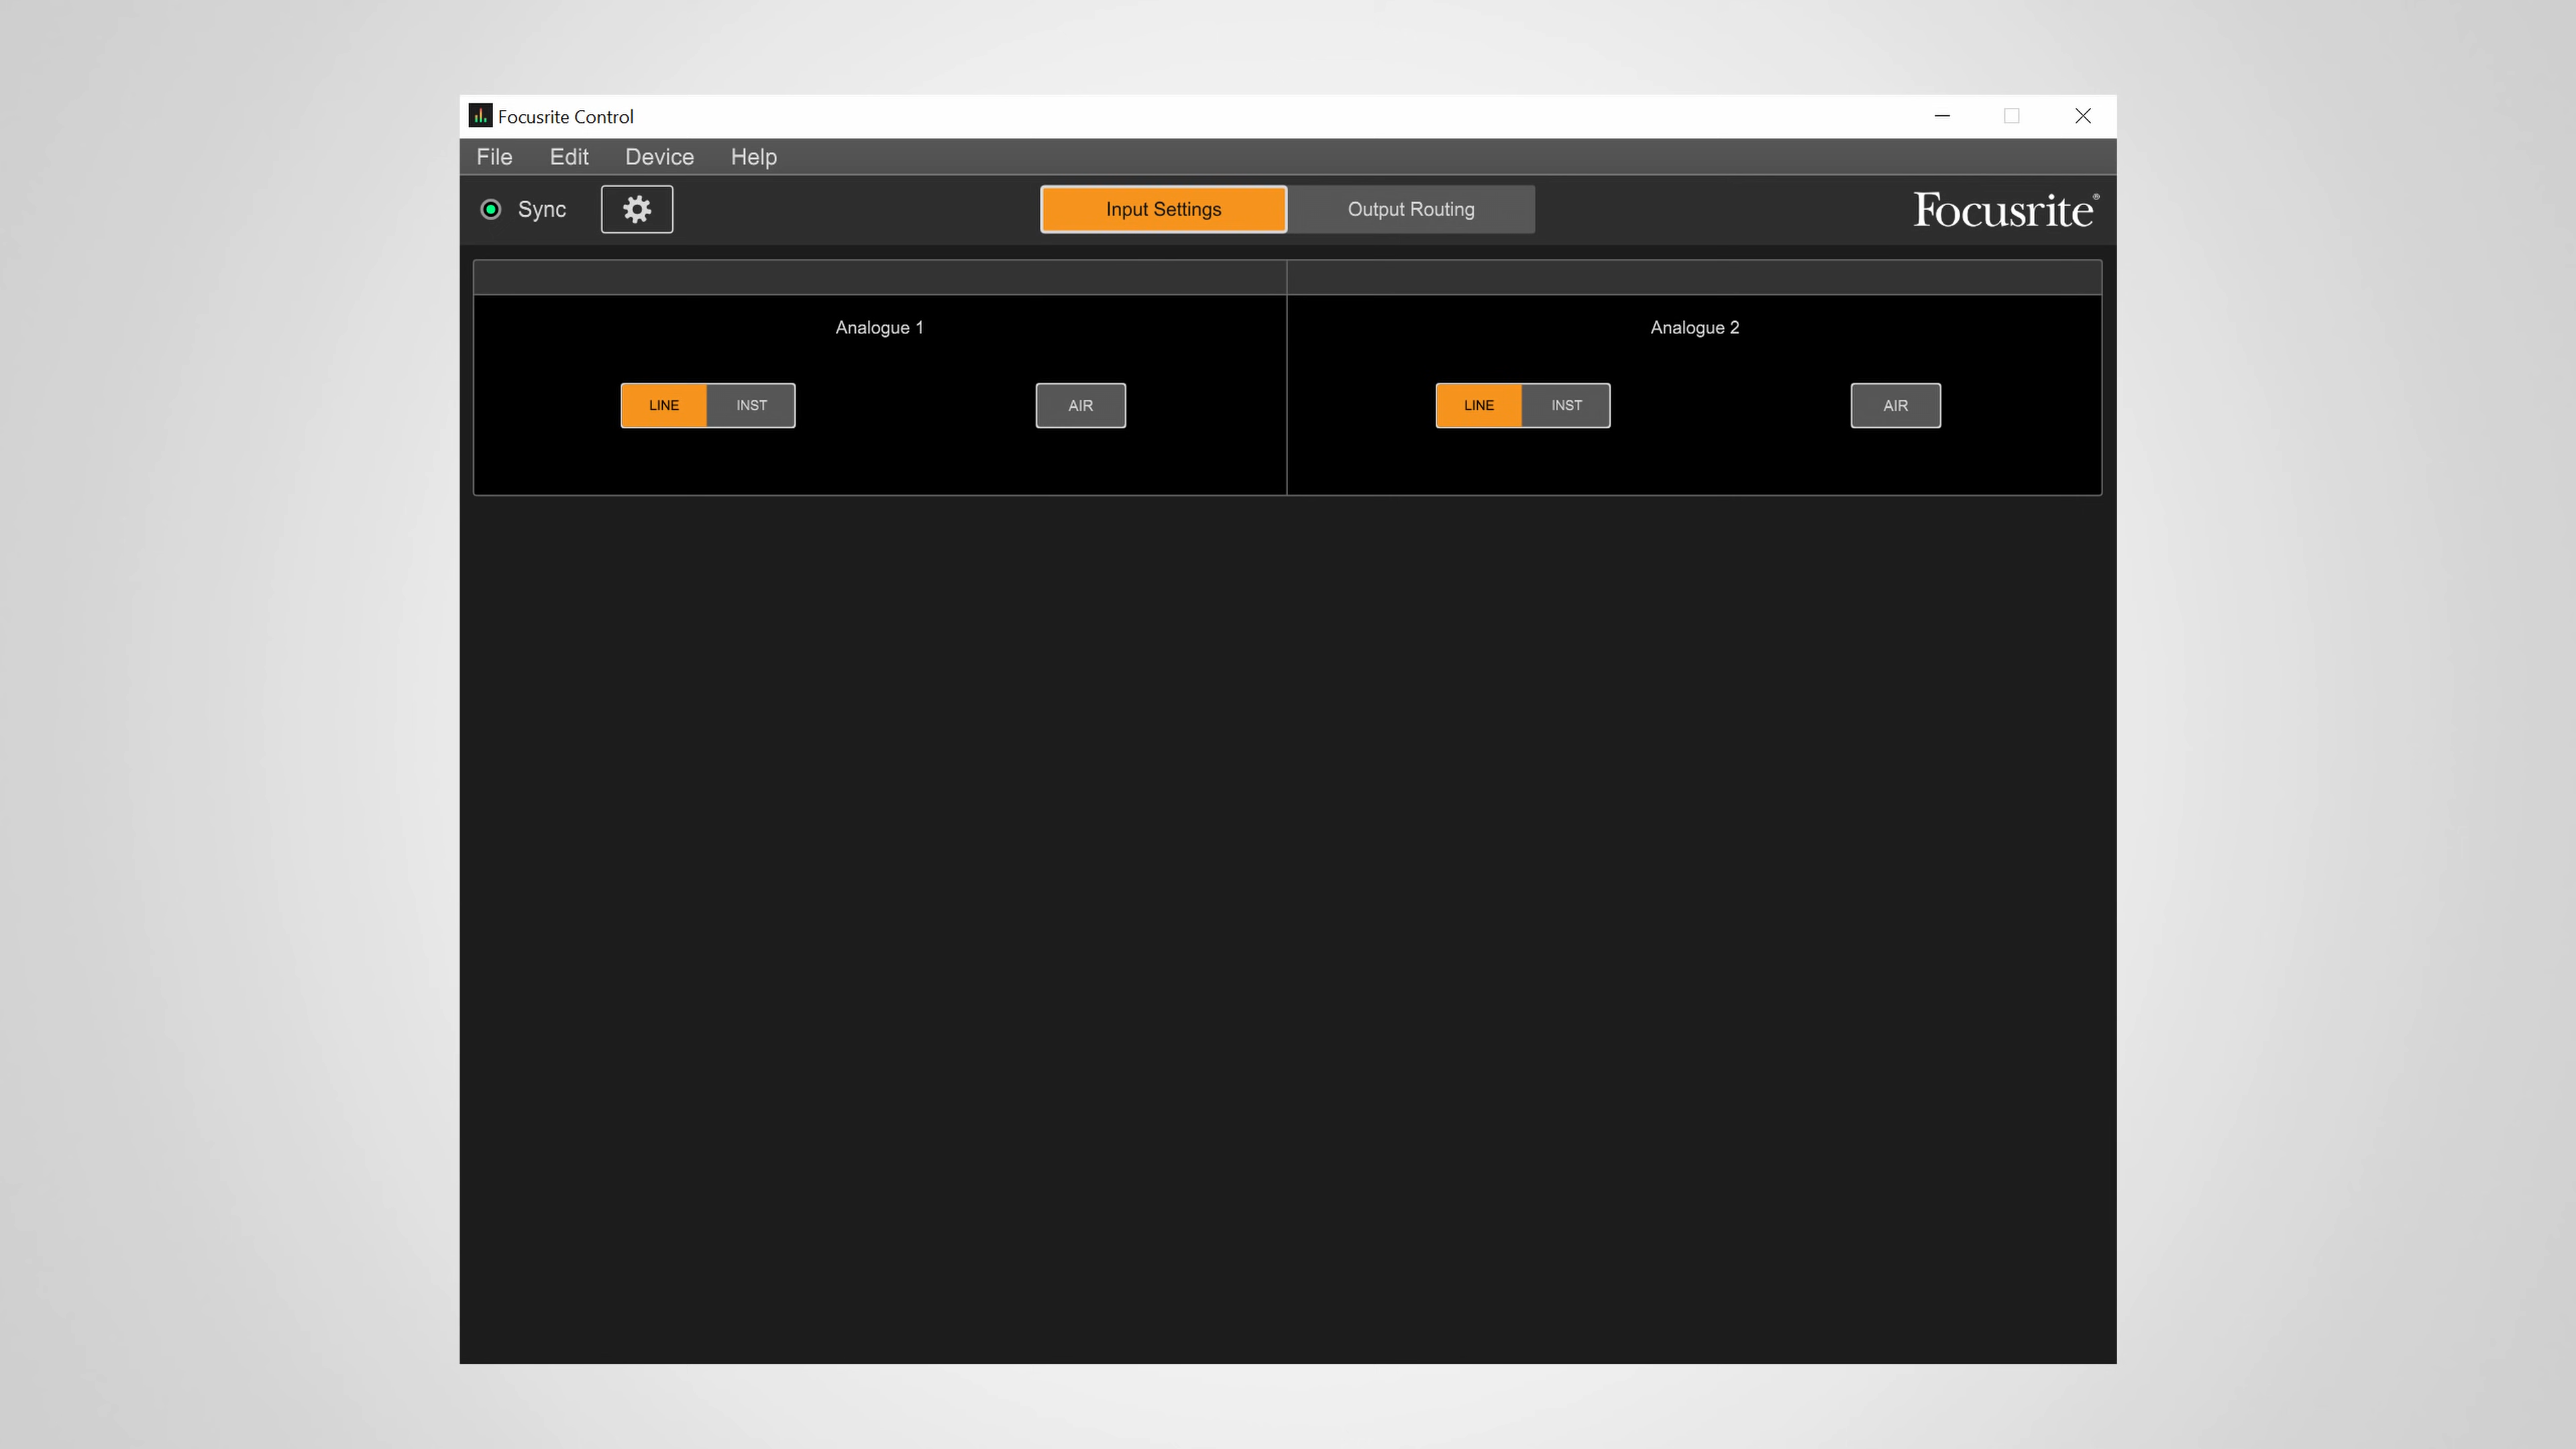 Focusrite Control
File Edit Device Help
Sync Input Settings Output Routing Focusrite®
Analogue 1 Analogue 2
LINE INST AIR LINE INST AIR